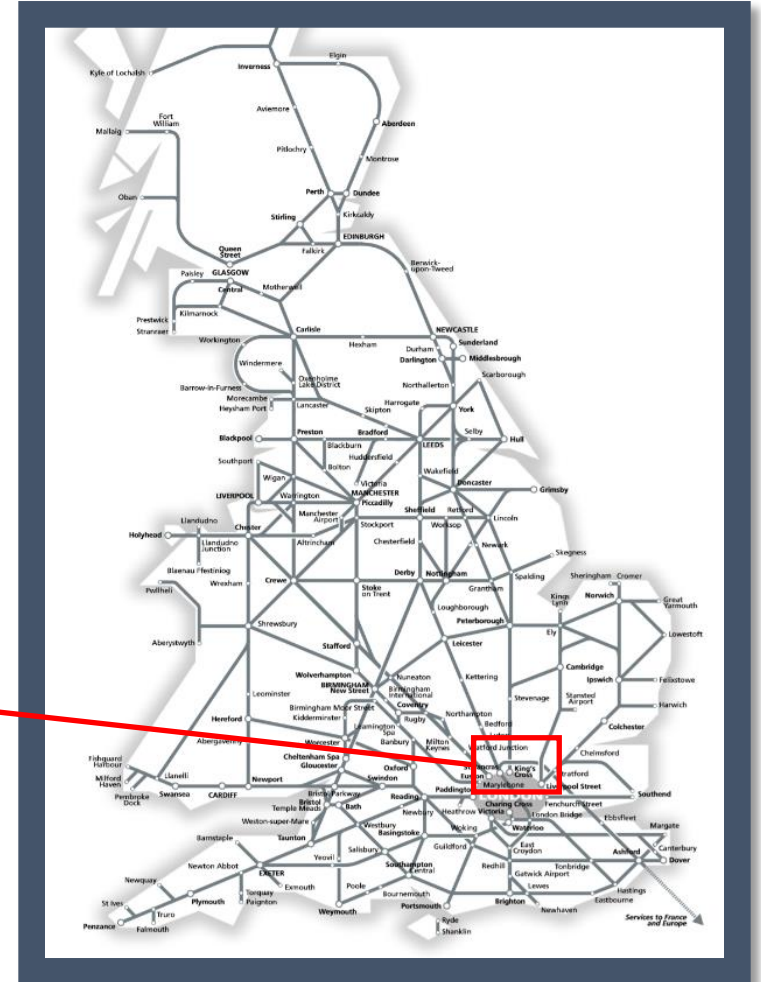 Elgin
Inverness
Kyle of Lochalsh
Aviemore
Fort
William
Aberdeen
Mallaig
Pitlochry
Montrose
Perth
Dundee
Oban
Stirling
Kirkcaldy
EDINBURGH
Queen
Street
Falkirk
Berwick-
upon-Tweed
Paisley
GLASGOW
Central
Motherwell
Prestwick
Kilmarnock
Stranraer
Carlisle
NEWCASTLE
Workington
Hexham
Sunderland
Durham
Darlington
Middlesbrough
Windermere
Scarborough
Oxenholme
Lake District
Northallerton
Barrow-in-Furness
Morecambe
Lancaster
Harrogate
Heysham Port
Skipton
York
Blackpool
Preston
Bradford
Selby
Hull
Blackburn
LEEDS
Huddersfield
Southport
Bolton
Wakefield
Wigan
Victoria
Doncaster
MANCHESTER
LIVERPOOL
Warrington
Piccadilly
Grimsby
Manchester
Airport
Sheffield
Retford
Llandudno
Chester
Stockport
Worksop
Lincoln
Holyhead
Llandudno
Junction
Altrincham
Chesterfield
Newark
Skegness
Blaenau Ffestiniog
Derby
Nottingham
Spalding
Sheringham
Cromer
Pwllheli
Wrexham
Crewe
Stoke
on Trent
Grantham
Kings
Lynn
Norwich
Great
Yarmouth
Loughborough
Shrewsbury
Peterborough
Ely
Lowestoft
Aberystwyth
Stafford
Leicester
Wolverhampton
Cambridge
BIRMINGHAM
New Street
Nuneaton
Kettering
Ipswich
Felixstowe
Birmingham
International
Leominster
Stevenage
Stansted
Airport
Birmingham Moor Street
Coventry
Harwich
Hereford
Kidderminster
Rugby
Northampton
Colchester
Leamington
Spa
Bedford
Abergavenny
Worcester
Banbury
Milton
Keynes
Watford Junction
Chelmsford
Fishguard
Harbour
Cheltenham Spa
Gloucester
Oxford
St Pancras
King's
Cross
Euston
Stratford
Milford
Haven
Llanelli
Newport
Swindon
Marylebone
Liverpool Street
Pembroke
Dock
Swansea
CARDIFF
Bristol Parkway
Reading
Paddington
Southend
Bristol
Temple Meads
Bath
Charing Cross
Fenchurch Street
Newbury
Heathrow
Victoria
London Bridge
Ebbsfleet
Weston-super-Mare
Westbury
Waterloo
Margate
Barnstaple
Taunton
Basingstoke
Woking
East
Croydon
Canterbury
Salisbury
Guildford
Ashford
Newton Abbot
Yeovil
Southampton
Central
Redhill
Tonbridge
Dover
Gatwick Airport
Newquay
EXETER
Exmouth
Poole
Lewes
Hastings
St Ives
Plymouth
Torquay
Paignton
Bournemouth
Portsmouth
Brighton
Newhaven
Eastbourne
Truro
Weymouth
Ryde
Services to France
and Europe
Penzance
Falmouth
Shanklin